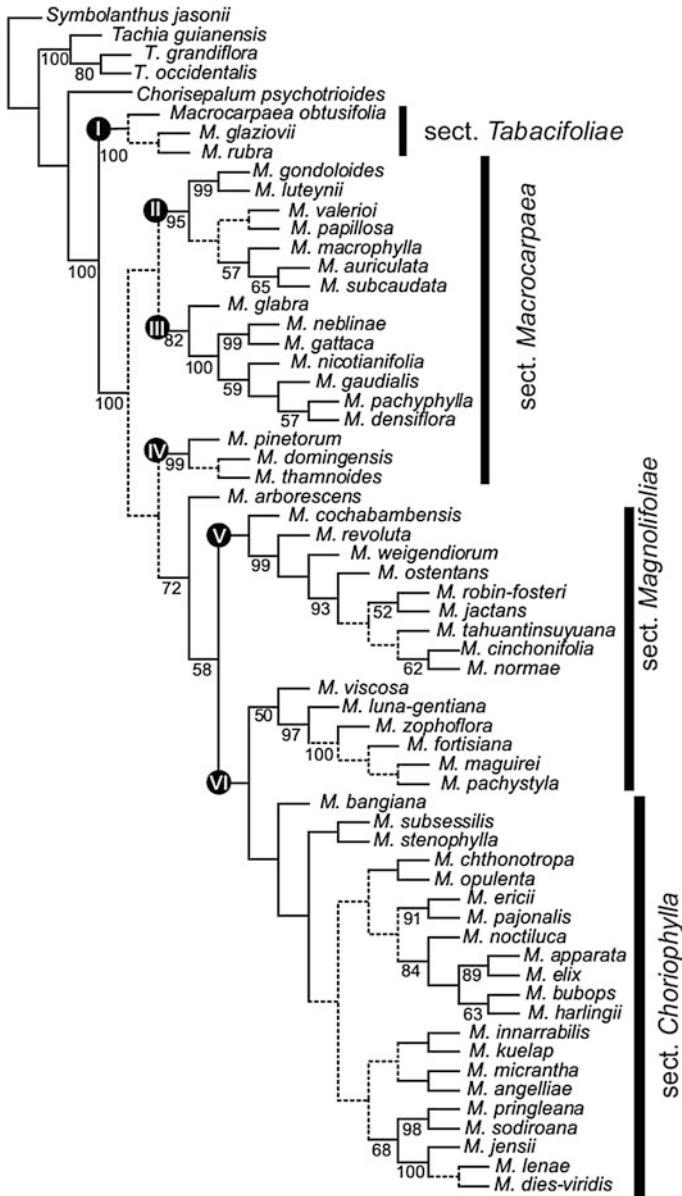 Symbolanthus jasonii
Tachia guianensis
100
T. grandiflora
80
T. occidentalis
Chorisepalum psychotrioides
Macrocarpaea obtusifolia
I
M. glaziovii
100
M. rubra
sect. Tabacifoliae
M. gondoloides
99
M. luteynii
II
95
M. valerioi
M. papillosa
M. macrophylla
57
M. auriculata
65
M. subcaudata
100
M. glabra
III
82
M. neblinae
99
M. gattaca
100
M. nicotianifolia
59
M. gaudialis
M. pachyphylla
57
M. densiflora
100
sect. Macrocarpaea
M. pinetorum
IV
99
M. domingensis
M. thamnoides
M. arborescens
72
M. cochabambensis
V
M. revoluta
99
M. weigendiorum
M. ostentans
93
M. robin-fosteri
52
M. jactans
M. tahuantinsuyuana
M. cinchonifolia
62
M. normae
58
M. viscosa
50
M. luna-gentiana
97
M. zophoflora
100
M. fortisiana
M. maguirei
M. pachystyla
VI
sect. Magnolifoliae
M. bangiana
M. subsessilis
M. stenophylla
M. chthonotropa
M. opulenta
M. ericii
91
M. pajonalis
M. noctiluca
84
M. apparata
89
M. elix
M. bubops
63
M. harlingii
M. innarrabilis
M. kuelap
M. micrantha
M. angelliae
M. pringleana
98
M. sodiroana
68
M. jensii
100
M. lenae
M. dies-viridis
sect. Choriophylla